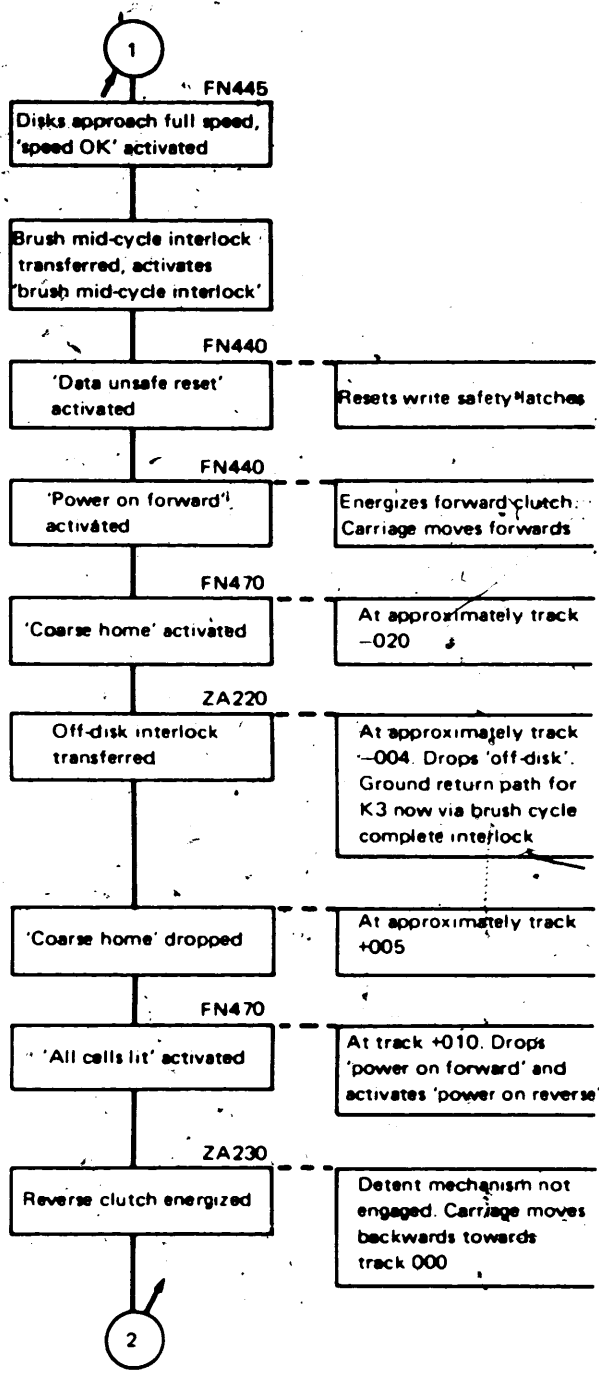 1
FN445
Disks approach full speed,
'speed OK' activated
Brush mid-cycle interlock
transferred, activates
'brush mid-cycle interlock'
FN440
'Data unsafe reset'
activated
Resets write safety latches
FN440
'Power on forward'
activated
Energizes forward clutch.
Carriage moves forwards
FN470
'Coarse home' activated
At approximately track
−020
ZA220
Off-disk interlock
transferred
At approximately track
−004. Drops 'off-disk'.
Ground return path for
K3 now via brush cycle
complete interlock
'Coarse home' dropped
At approximately track
+005
FN470
'All cells lit' activated
At track +010. Drops
'power on forward' and
activates 'power on reverse'
ZA230
Reverse clutch energized
Detent mechanism not
engaged. Carriage moves
backwards towards
track 000
2